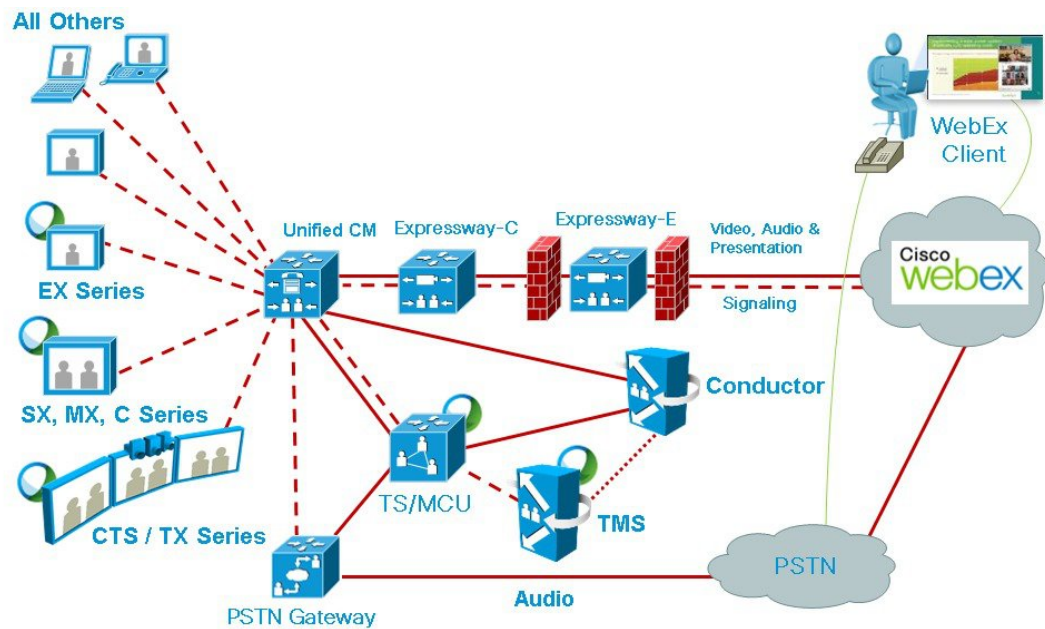 All Others
WebEx
Client
Unified CM
Expressway-C
Expressway-E
Video, Audio &
Presentation
Signaling
Cisco
webex
EX Series
SX, MX, C Series
Conductor
TS/MCU
TMS
CTS / TX Series
PSTN Gateway
Audio
PSTN